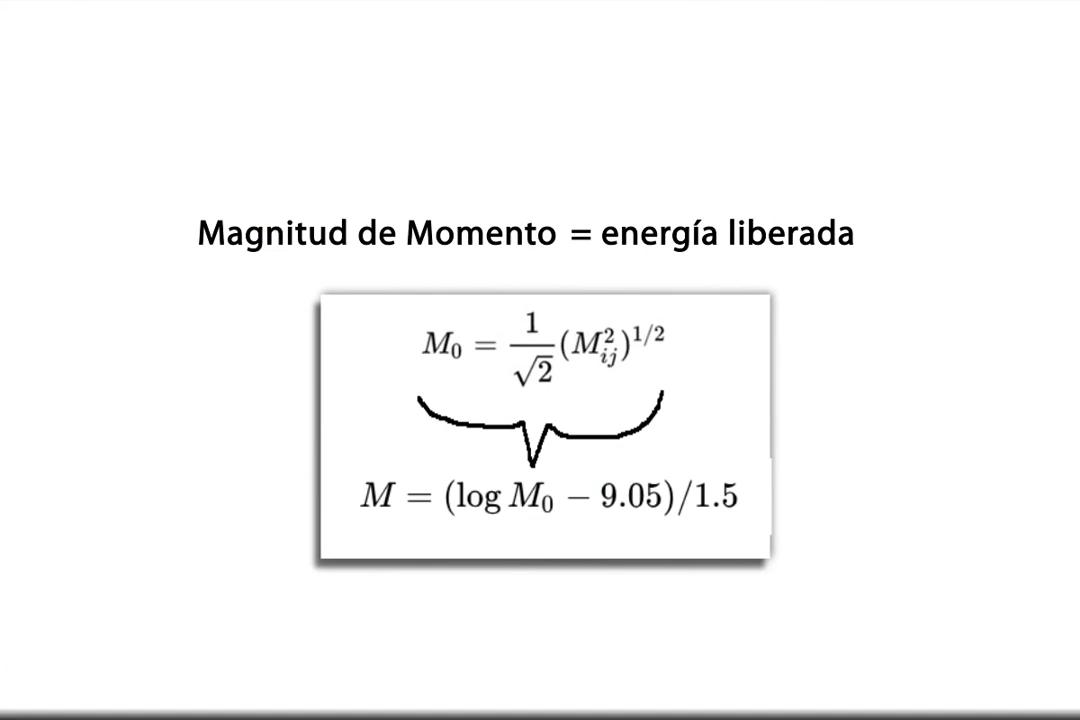 Magnitud de Momento = energía liberada
M₀ = 1/√2 (M²ᵢⱼ)^1/2
M = (log M₀ − 9.05)/1.5